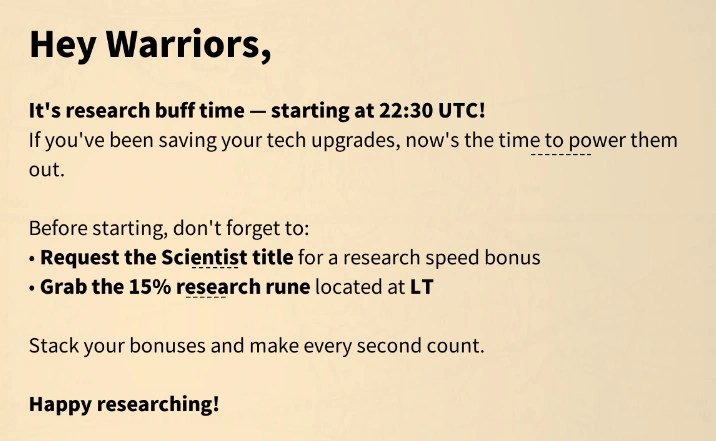 Hey Warriors,
It's research buff time — starting at 22:30 UTC!
If you've been saving your tech upgrades, now's the time to power them
out.
Before starting, don't forget to:
• Request the Scientist title for a research speed bonus
• Grab the 15% research rune located at LT
Stack your bonuses and make every second count.
Happy researching!